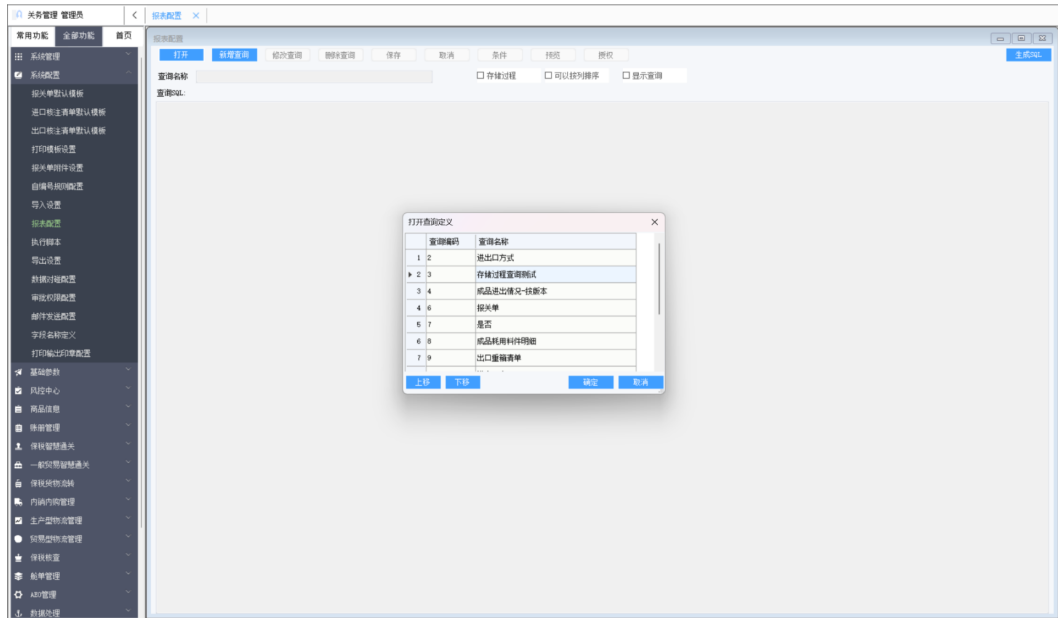 关务管理 管理员
报表配置
常用功能 全部功能 首页
系统管理
系统配置
报关单默认模板
进口核注清单默认模板
出口核注清单默认模板
打印模板设置
报关单附件设置
自编号规则配置
导入设置
报表配置
执行脚本
导出设置
数据对碰配置
审批权限配置
邮件发送配置
字段名称定义
打印输出印章配置
基础参数
风控中心
商品信息
账册管理
保税智慧通关
一般贸易智慧通关
保税货物流转
内销内购管理
生产型物流管理
贸易型物流管理
保税核查
舱单管理
AEO管理
数据处理
报表配置
打开 新增查询 修改查询 删除查询 保存 取消 条件 预览 授权 生成SQL
查询名称 存储过程 可以按列排序 显示查询
查询SQL:
打开查询定义
查询编码 查询名称
1 2 进出口方式
2 3 存储过程查询测试
3 4 成品进出情况-按版本
4 6 报关单
5 7 是否
6 8 成品耗用料件明细
7 9 出口重箱清单
上移 下移 确定 取消